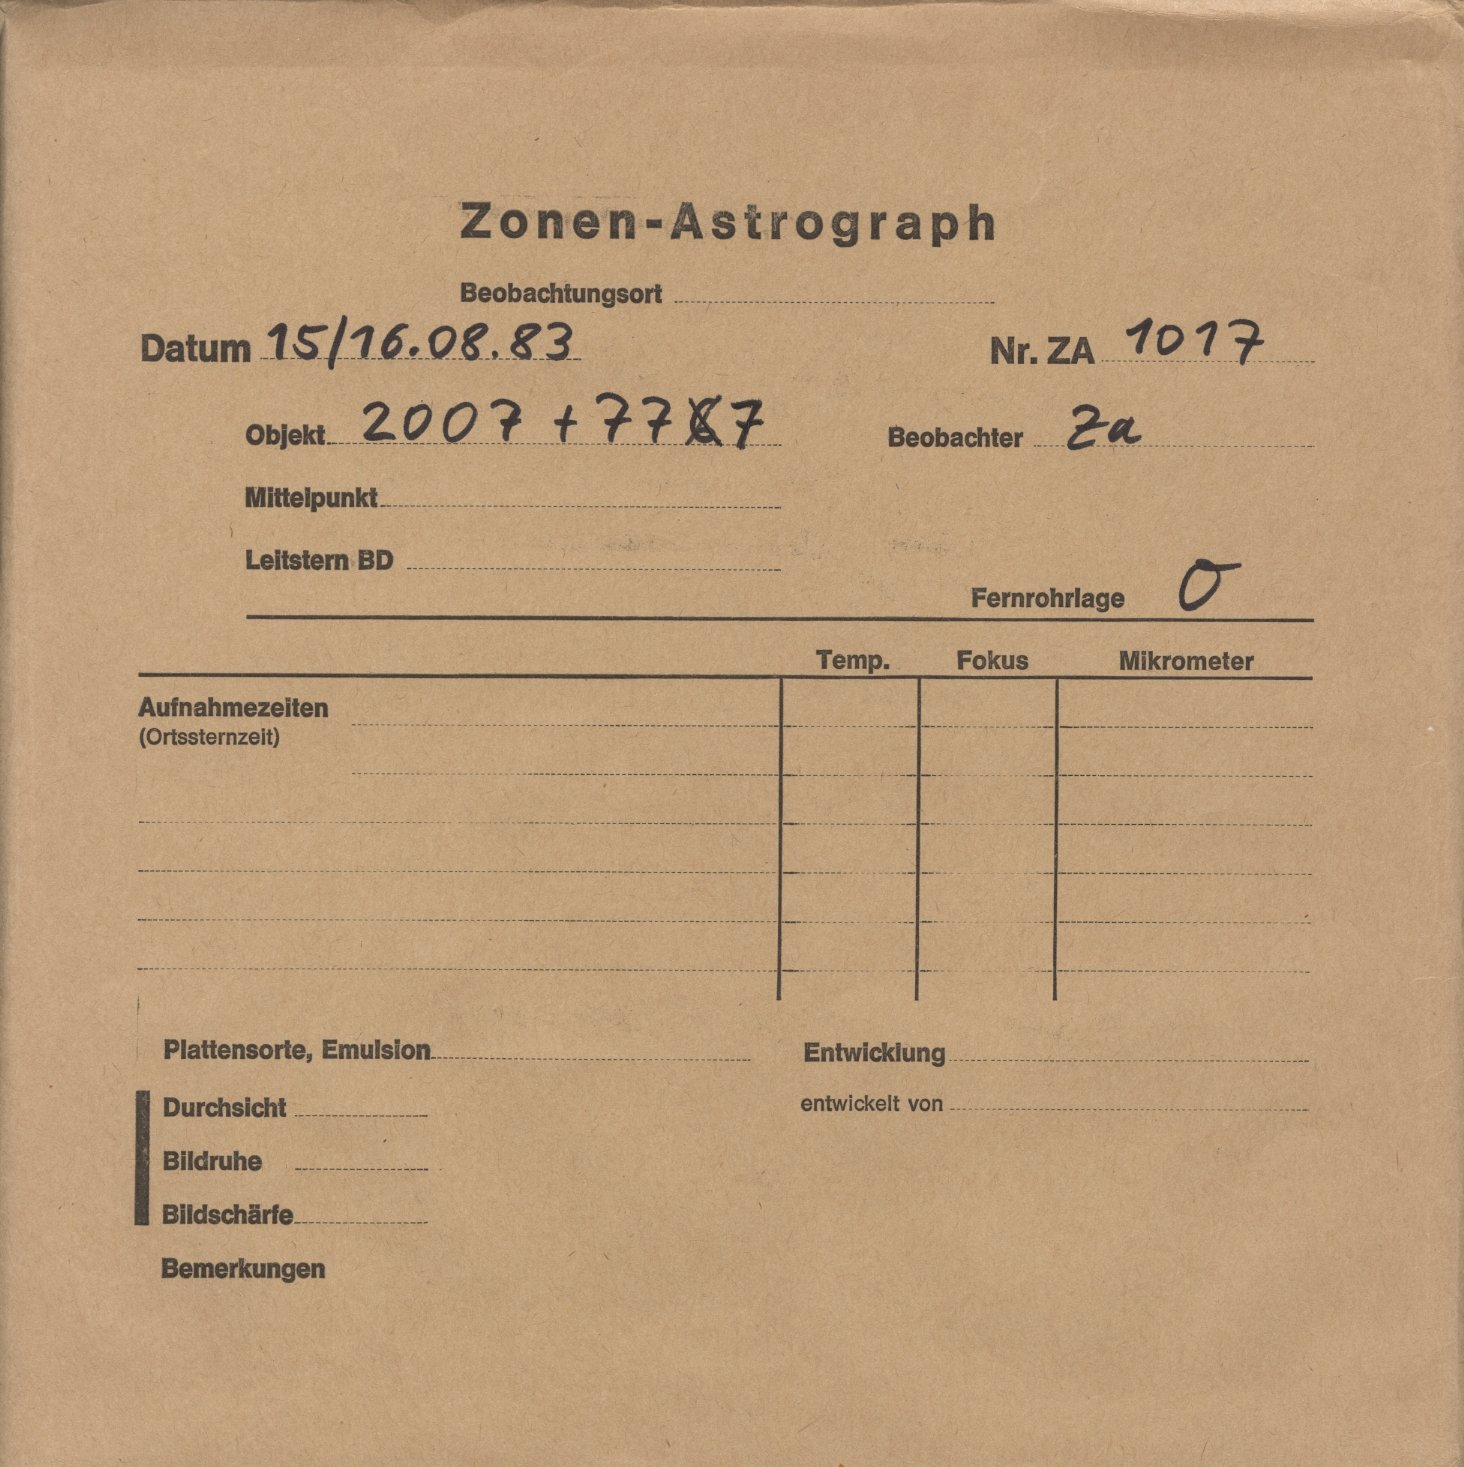 Zonen-Astrograph
Beobachtungsort
Datum 15/16.08.83 Nr. ZA 1017
Objekt 2007 + 777 Beobachter Za
Mittelpunkt
Leitstern BD
Fernrohrlage O
Temp. Fokus Mikrometer
Aufnahmezeiten
(Ortssternzeit)
Plattensorte, Emulsion Entwicklung
Durchsicht entwickelt von
Bildruhe
Bildschärfe
Bemerkungen